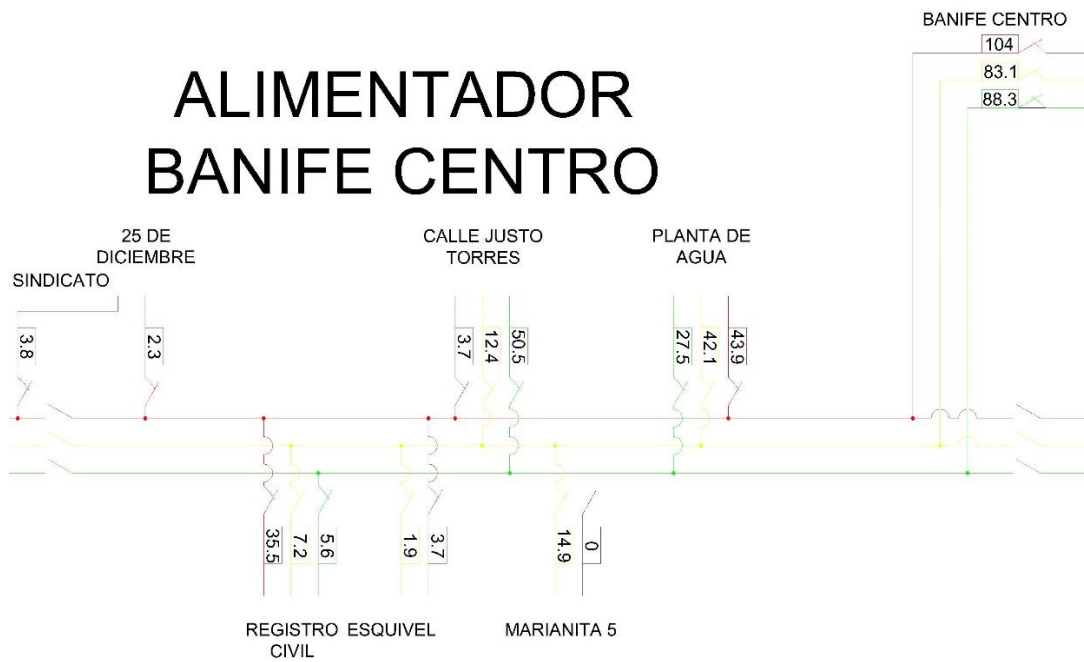 BANIFE CENTRO
104
83.1
88.3
ALIMENTADOR
BANIFE CENTRO
25 DE
DICIEMBRE
SINDICATO
CALLE JUSTO
TORRES
PLANTA DE
AGUA
3.8
2.3
3.7
12.4
50.5
27.5
42.1
43.9
35.5
7.2
5.6
1.9
3.7
14.9
0
REGISTRO
CIVIL
ESQUIVEL
MARIANITA 5